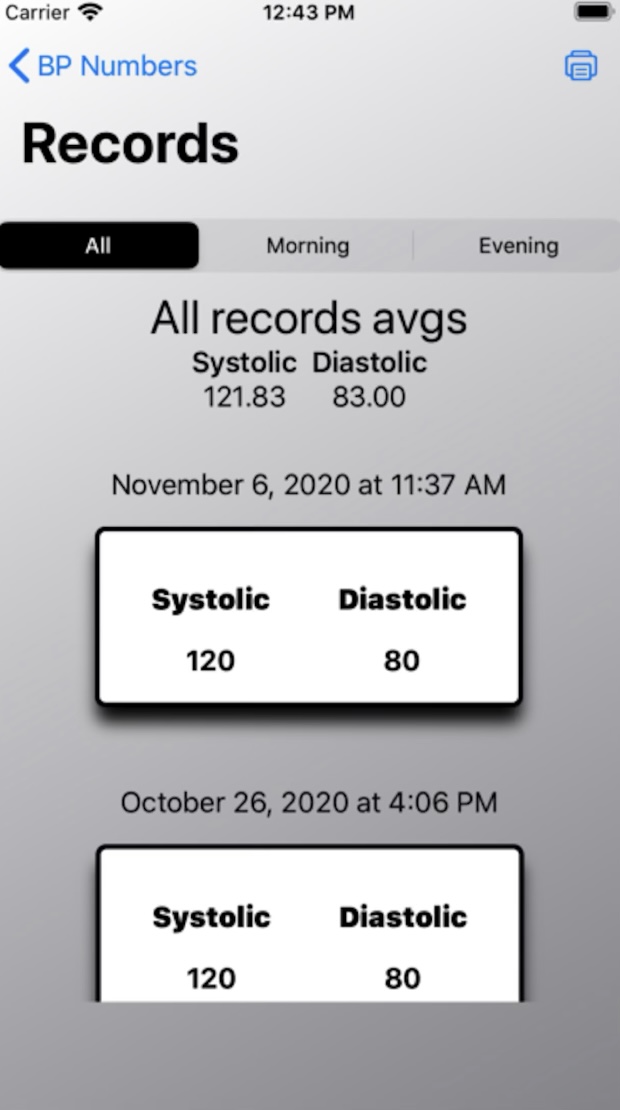 Carrier 12:43 PM
BP Numbers
Records
All Morning Evening
All records avgs
Systolic Diastolic
121.83 83.00
November 6, 2020 at 11:37 AM
Systolic Diastolic
120 80
October 26, 2020 at 4:06 PM
Systolic Diastolic
120 80